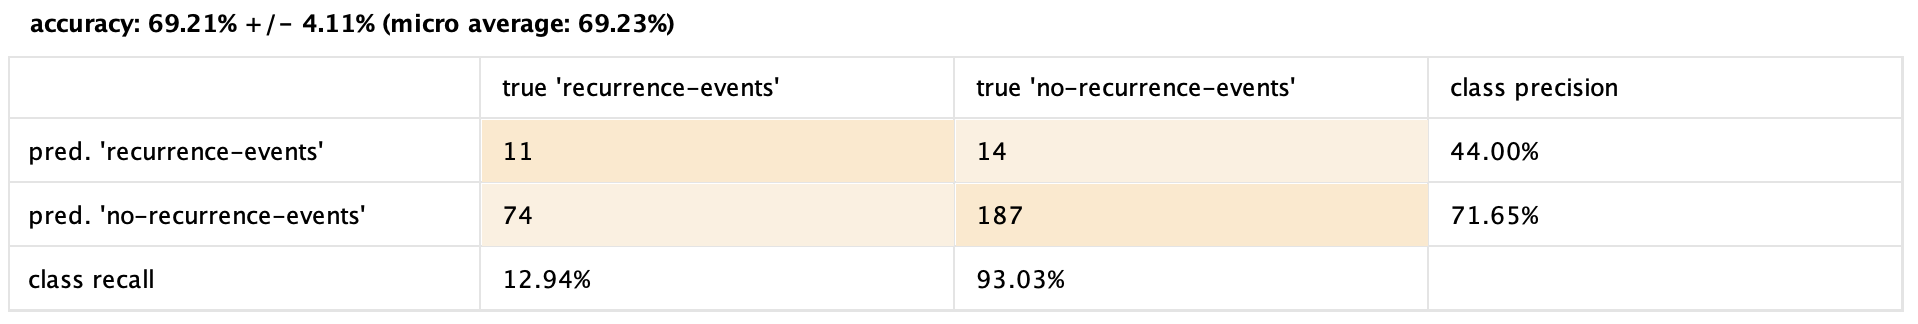 accuracy: 69.21% +/- 4.11% (micro average: 69.23%)
true 'recurrence-events' true 'no-recurrence-events' class precision
pred. 'recurrence-events' 11 14 44.00%
pred. 'no-recurrence-events' 74 187 71.65%
class recall 12.94% 93.03%